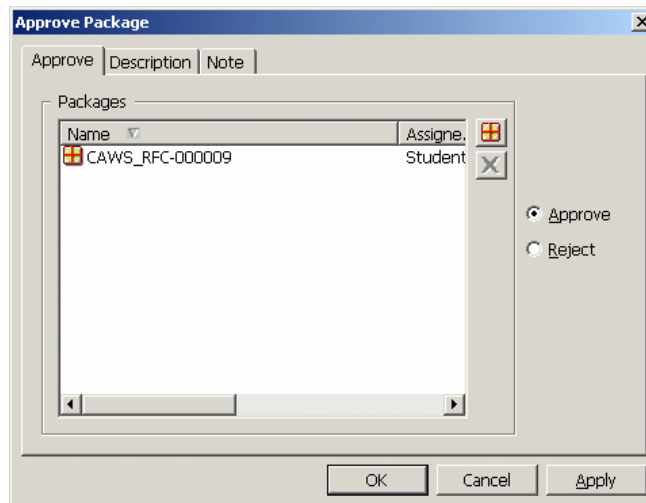 Approve Package
Approve Description Note
Packages
Name Assigne.
CAWS_RFC-000009 Student
Approve
Reject
OK Cancel Apply